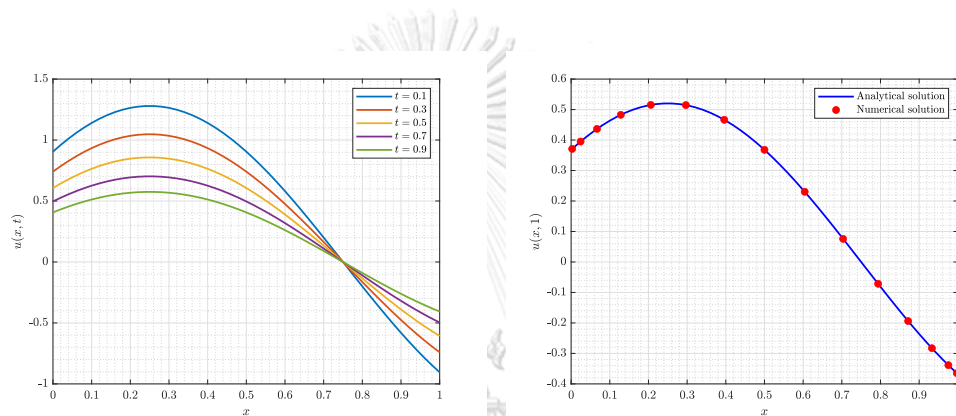 1.5
1
0.5
0
-0.5
-1
0 0.1 0.2 0.3 0.4 0.5 0.6 0.7 0.8 0.9 1
x
u(x, t)
t = 0.1
t = 0.3
t = 0.5
t = 0.7
t = 0.9
0.6
0.5
0.4
0.3
0.2
0.1
0
-0.1
-0.2
-0.3
-0.4
0 0.1 0.2 0.3 0.4 0.5 0.6 0.7 0.8 0.9
x
u(x, 1)
Analytical solution
Numerical solution